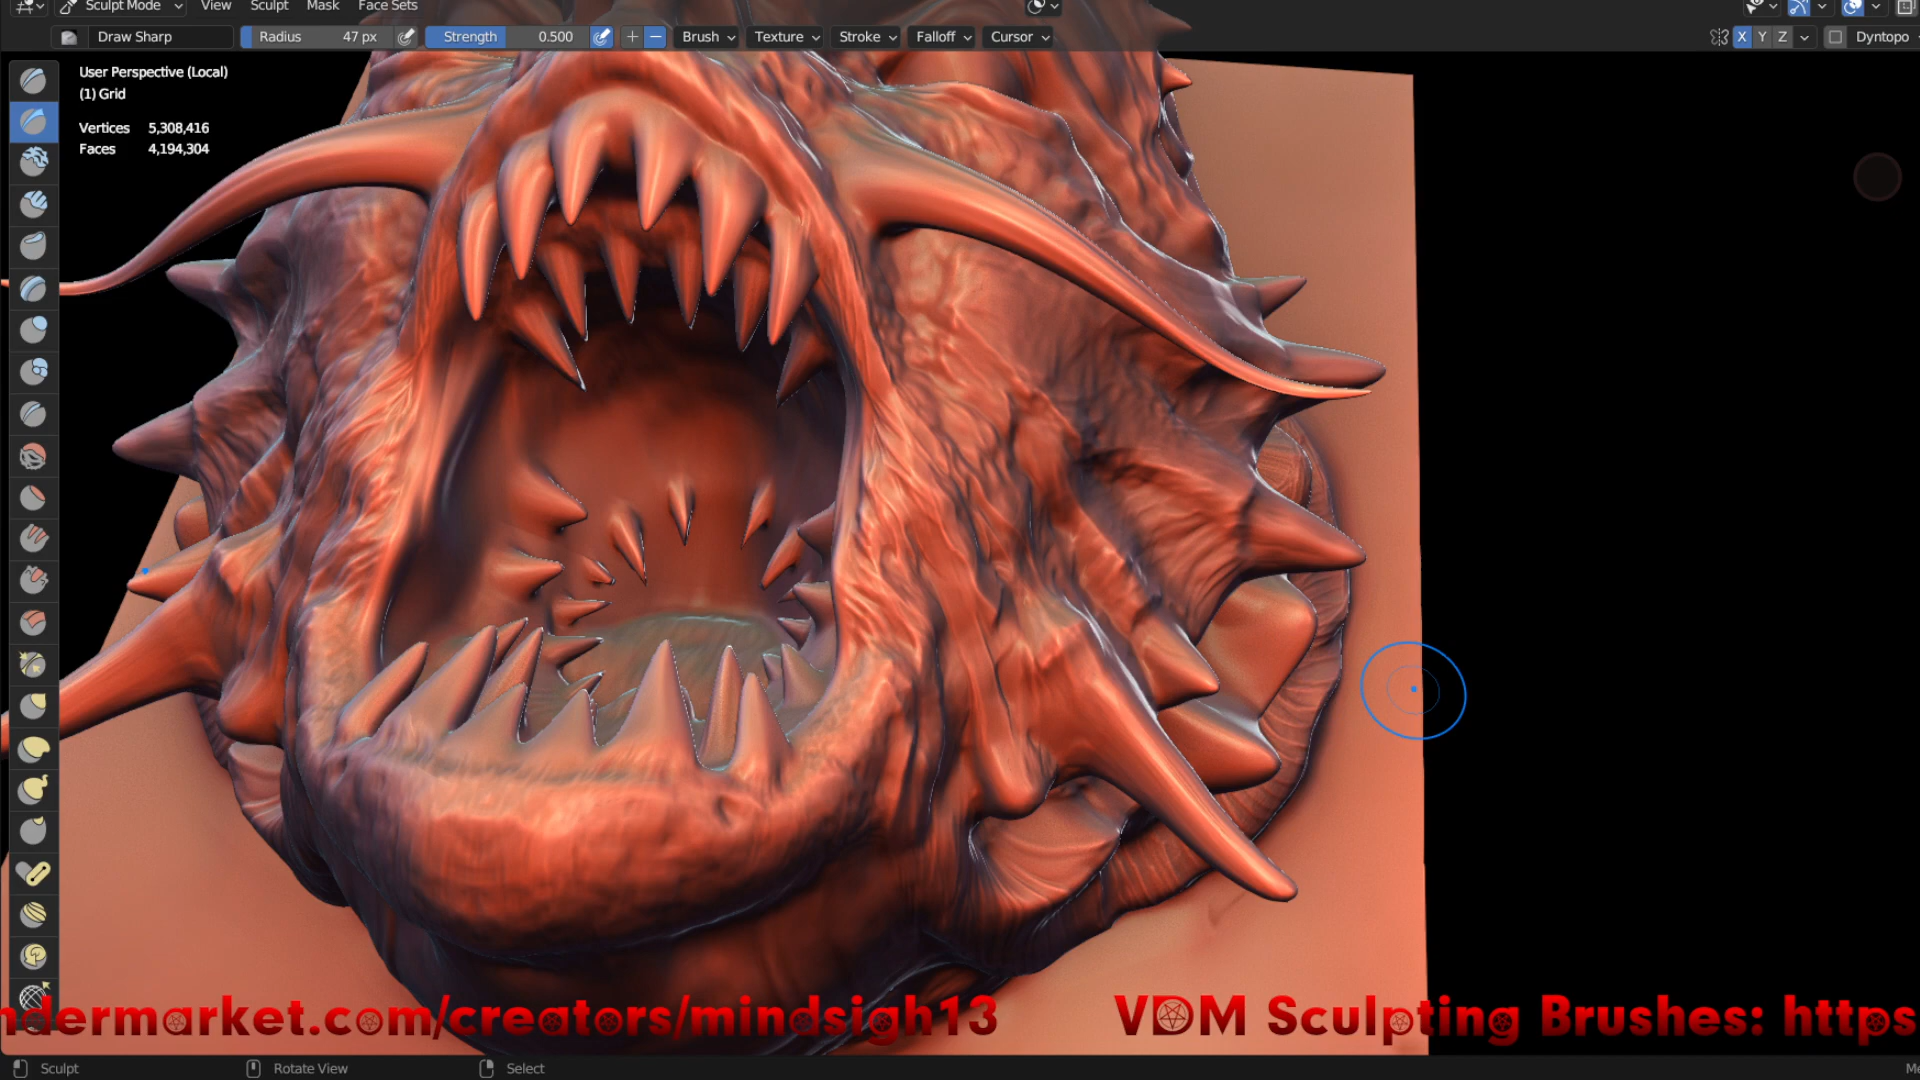 Sculpt Mode View Sculpt Mask Face Sets
Draw Sharp Radius 47 px Strength 0.500 Brush Texture Stroke Falloff Cursor X Y Z Dyntopo
User Perspective (Local)
(1) Grid
Vertices 5,308,416
Faces 4,194,304
ndermarket.com/creators/mindsigh13 VDM Sculpting Brushes: https
Sculpt Rotate View Select Me